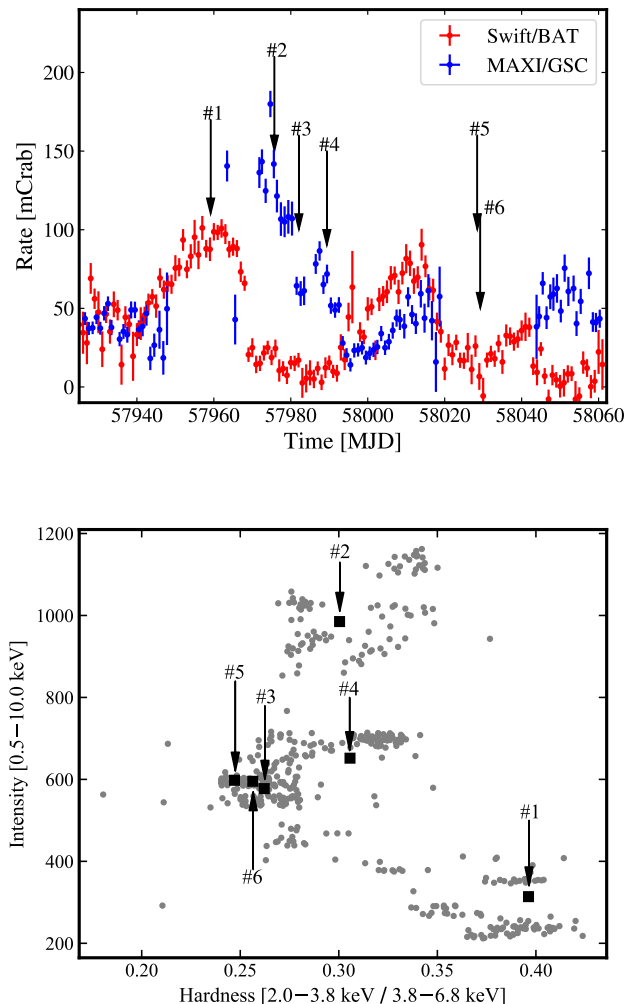 Swift/BAT
MAXI/GSC
#1
#2
#3
#4
#5
#6
200
150
100
50
0
Rate [mCrab]
57940 57960 57980 58000 58020 58040 58060
Time [MJD]
#2
#5
#3
#4
#1
#6
1200
1000
800
600
400
200
Intensity [0.5−10.0 keV]
0.20 0.25 0.30 0.35 0.40
Hardness [2.0−3.8 keV / 3.8−6.8 keV]